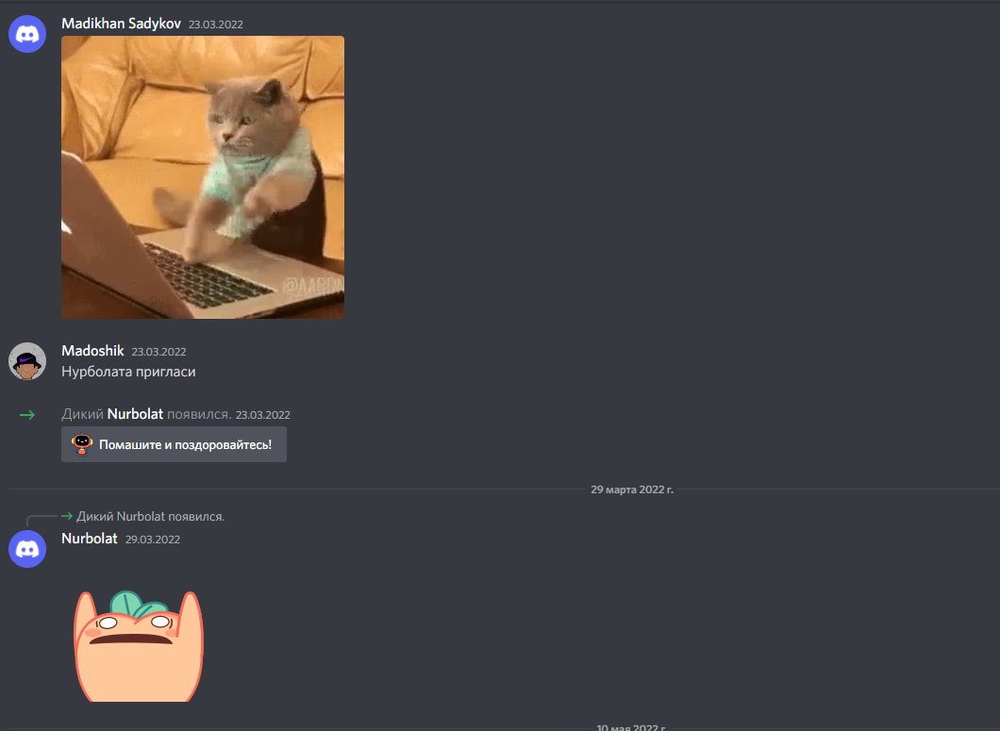 Madikhan Sadykov 23.03.2022
@AARON
Madoshik 23.03.2022
Нурболата пригласи
Дикий Nurbolat появился. 23.03.2022
Помашите и поздоровайтесь!
29 марта 2022 г.
Дикий Nurbolat появился.
Nurbolat 29.03.2022
10 мая 2022 г.